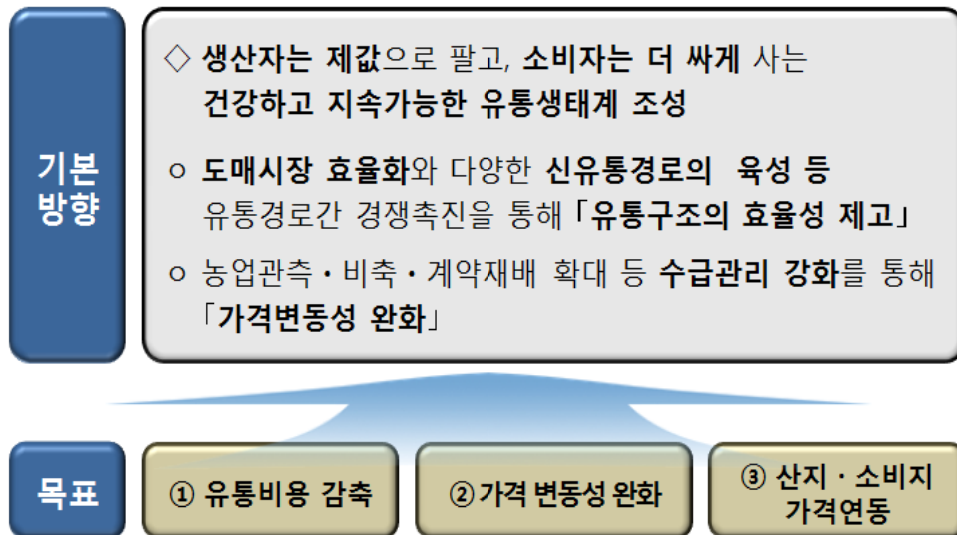 기본
방향
◇ 생산자는 제값으로 팔고, 소비자는 더 싸게 사는
건강하고 지속가능한 유통생태계 조성
ㅇ 도매시장 효율화와 다양한 신유통경로의 육성 등
유통경로간 경쟁촉진을 통해 「유통구조의 효율성 제고」
ㅇ 농업관측・비축・계약재배 확대 등 수급관리 강화를 통해
「가격변동성 완화」
목표
① 유통비용 감축
② 가격 변동성 완화
③ 산지・소비지
가격연동